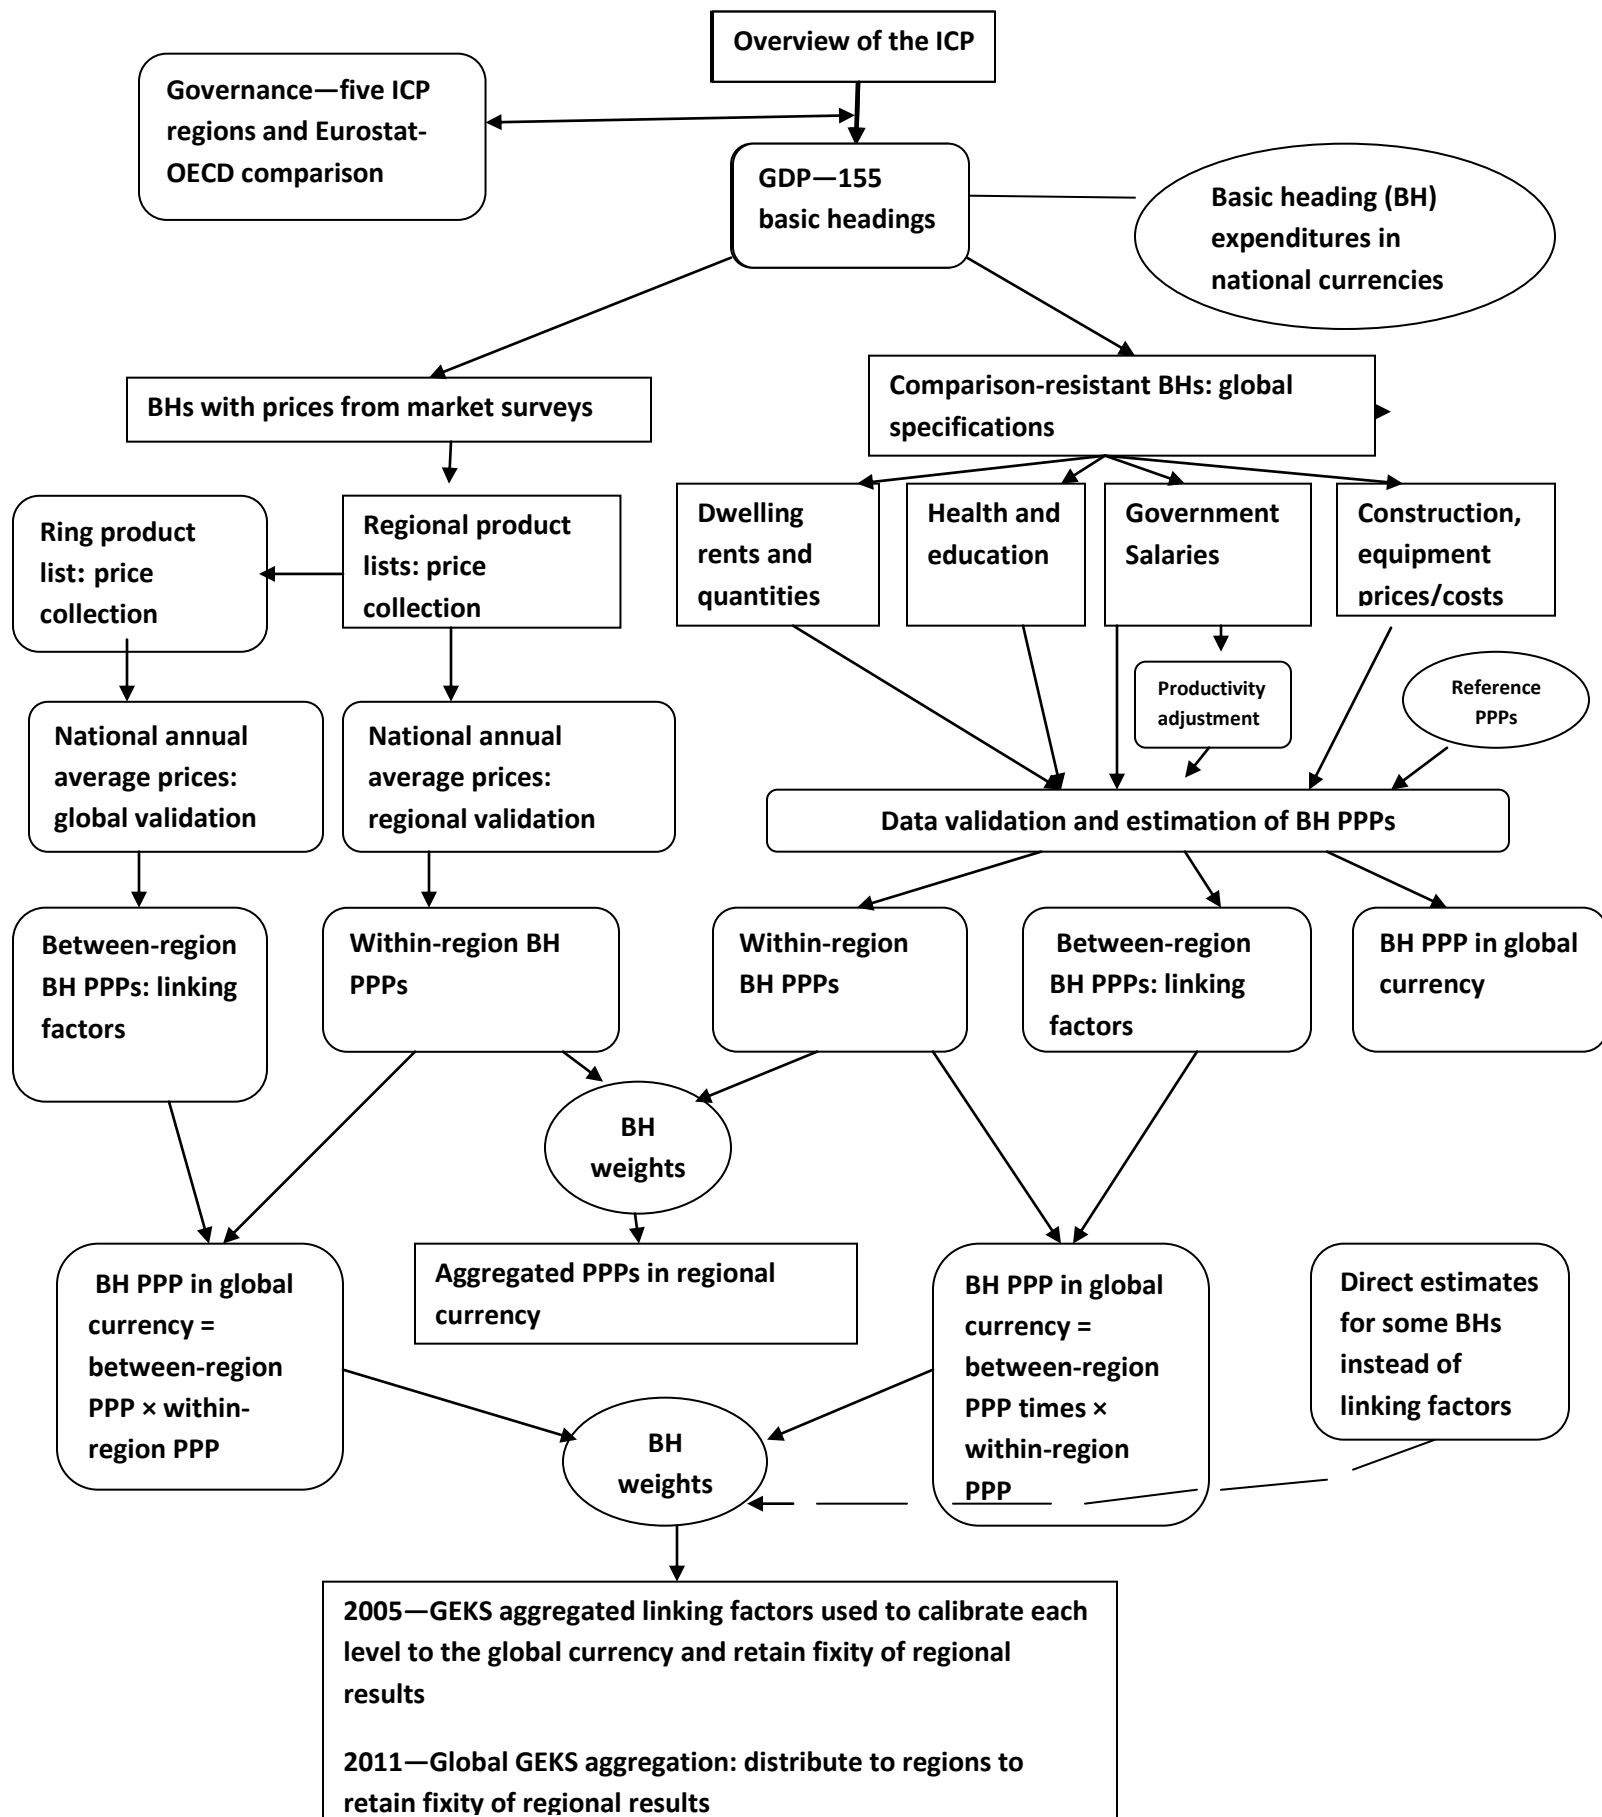 Overview of the ICP
Governance—five ICP
regions and Eurostat-
OECD comparison
GDP—155
basic headings
Basic heading (BH)
expenditures in
national currencies
BHs with prices from market surveys
Comparison-resistant BHs: global
specifications
Ring product
list: price
collection
Regional product
lists: price
collection
Dwelling
rents and
quantities
Health and
education
Government
Salaries
Construction,
equipment
prices/costs
Productivity
adjustment
Reference
PPPs
National annual
average prices:
global validation
National annual
average prices:
regional validation
Data validation and estimation of BH PPPs
Between-region
BH PPPs: linking
factors
Within-region BH
PPPs
Within-region
BH PPPs
Between-region
BH PPPs: linking
factors
BH PPP in global
currency
BH
weights
BH PPP in global
currency =
between-region
PPP × within-
region PPP
Aggregated PPPs in regional
currency
BH PPP in global
currency =
between-region
PPP times ×
within-region
PPP
Direct estimates
for some BHs
instead of
linking factors
BH
weights
2005—GEKS aggregated linking factors used to calibrate each
level to the global currency and retain fixity of regional
results
2011—Global GEKS aggregation: distribute to regions to
retain fixity of regional results